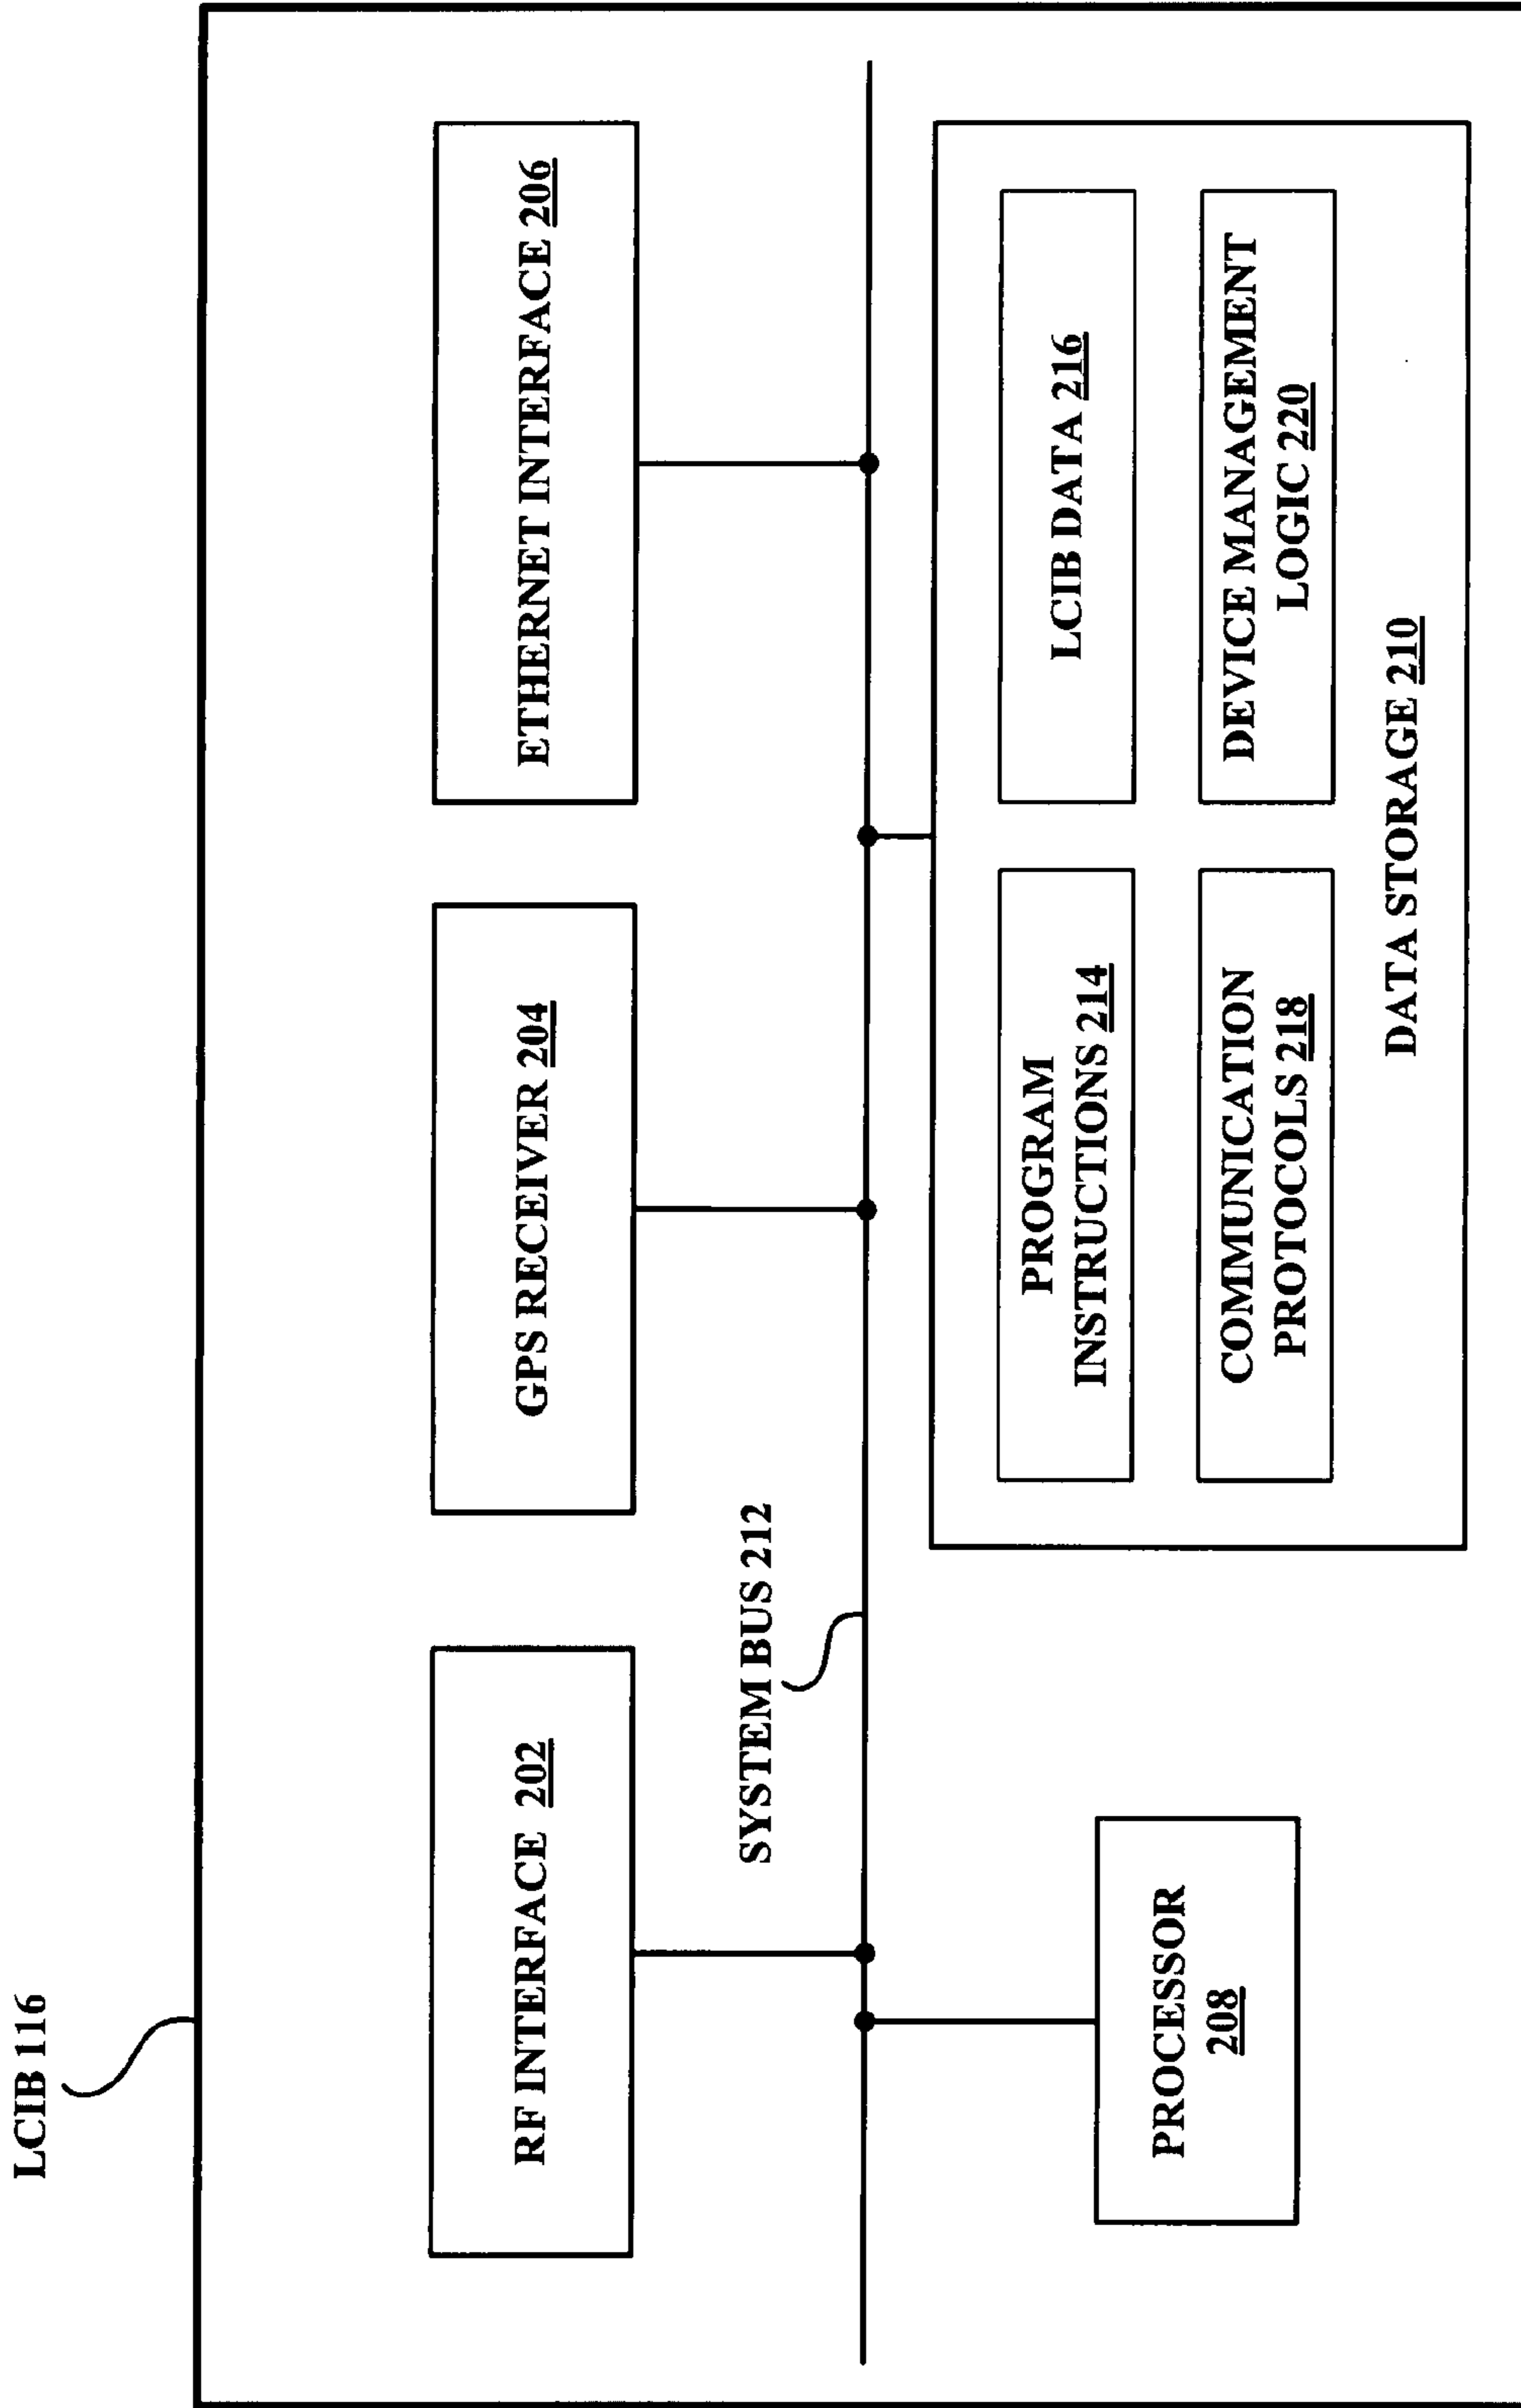 LCIB 116
RF INTERFACE 202
GPS RECEIVER 204
ETHERNET INTERFACE 206
SYSTEM BUS 212
PROCESSOR
208
PROGRAM
INSTRUCTIONS 214
LCIB DATA 216
COMMUNICATION
PROTOCOLS 218
DEVICE MANAGEMENT
LOGIC 220
DATA STORAGE 210